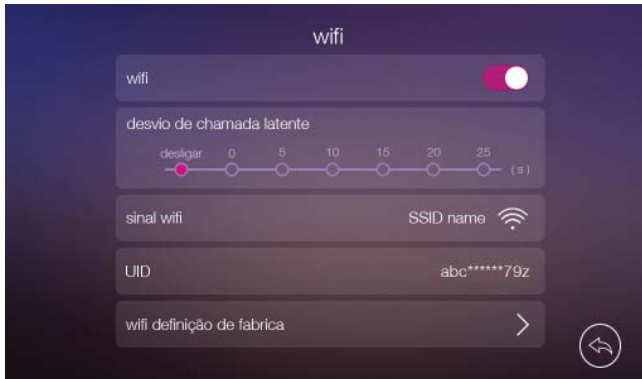 wifi
wifi
desvio de chamada latente
desligar 0 5 10 15 20 25
(s)
sinal wifi SSID name
UID abc******79z
wifi definição de fabrica